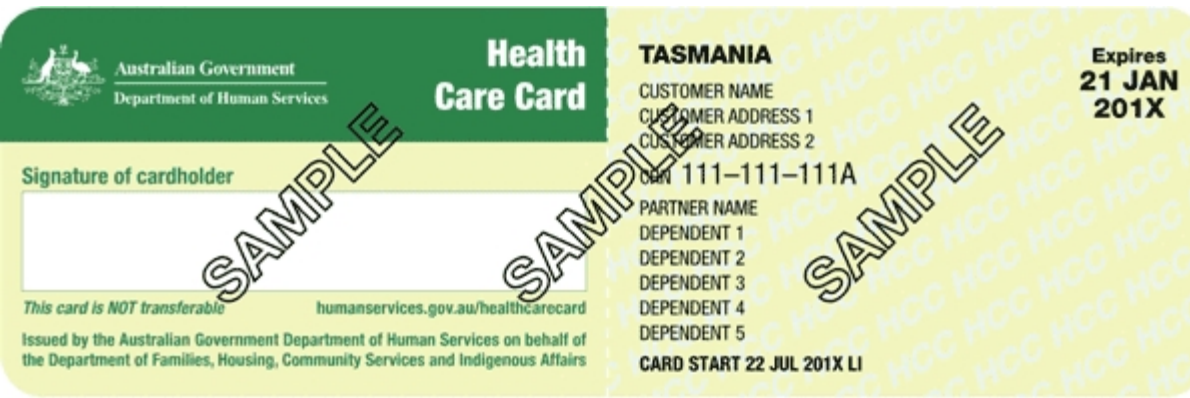 Australian Government
Department of Human Services
Health
Care Card
Signature of cardholder
This card is NOT transferable
humanservices.gov.au/healthcarecard
Issued by the Australian Government Department of Human Services on behalf of
the Department of Families, Housing, Community Services and Indigenous Affairs
SAMPLE
SAMPLE
SAMPLE
TASMANIA
Expires
21 JAN
201X
CUSTOMER NAME
CUSTOMER ADDRESS 1
CUSTOMER ADDRESS 2
CRN 111–111–111A
PARTNER NAME
DEPENDENT 1
DEPENDENT 2
DEPENDENT 3
DEPENDENT 4
DEPENDENT 5
CARD START 22 JUL 201X LI